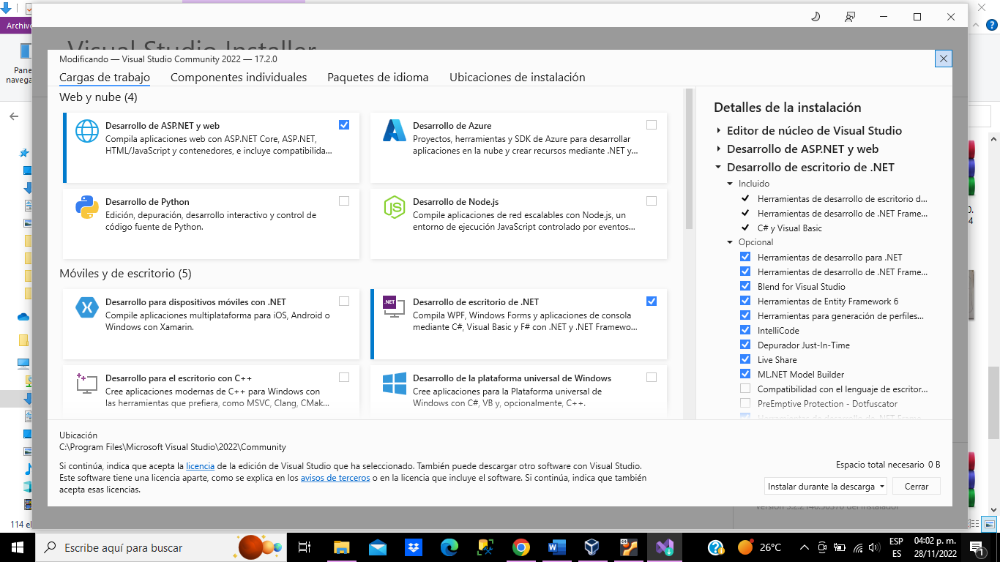 Archivo
Pane
navega
114 el
Visual Studio Installer
Modificando — Visual Studio Community 2022 — 17.2.0
Cargas de trabajo
Componentes individuales
Paquetes de idioma
Ubicaciones de instalación
Web y nube (4)
Desarrollo de ASP.NET y web
Compila aplicaciones web con ASP.NET Core, ASP.NET,
HTML/JavaScript y contenedores, e incluye compatibilida...
Desarrollo de Azure
Proyectos, herramientas y SDK de Azure para desarrollar
aplicaciones en la nube y crear recursos mediante .NET y...
Desarrollo de Python
Edición, depuración, desarrollo interactivo y control de
código fuente de Python.
Desarrollo de Node.js
Compile aplicaciones de red escalables con Node.js, un
entorno de ejecución JavaScript controlado por eventos...
Móviles y de escritorio (5)
Desarrollo para dispositivos móviles con .NET
Compile aplicaciones multiplataforma para iOS, Android o
Windows con Xamarin.
.NET
Desarrollo de escritorio de .NET
Compila WPF, Windows Forms y aplicaciones de consola
mediante C#, Visual Basic y F# con .NET y .NET Framewo...
Desarrollo para el escritorio con C++
Cree aplicaciones modernas de C++ para Windows con
las herramientas que prefiera, como MSVC, Clang, CMak...
Desarrollo de la plataforma universal de Windows
Cree aplicaciones para la Plataforma universal de
Windows con C#, VB y, opcionalmente, C++.
Detalles de la instalación
Editor de núcleo de Visual Studio
Desarrollo de ASP.NET y web
Desarrollo de escritorio de .NET
Incluido
Herramientas de desarrollo de escritorio d...
Herramientas de desarrollo de .NET Frame...
C# y Visual Basic
Opcional
Herramientas de desarrollo para .NET
Herramientas de desarrollo de .NET Frame...
Blend for Visual Studio
Herramientas de Entity Framework 6
Herramientas para generación de perfiles...
IntelliCode
Depurador Just-In-Time
Live Share
ML.NET Model Builder
Compatibilidad con el lenguaje de escritor...
PreEmptive Protection - Dotfuscator
Herramientas de desarrollo de .NET Frame...
Ubicación
C:\Program Files\Microsoft Visual Studio\2022\Community
Si continúa, indica que acepta la licencia de la edición de Visual Studio que ha seleccionado. También puede descargar otro software con Visual Studio.
Este software tiene una licencia aparte, como se explica en los avisos de terceros o en la licencia que incluye el software. Si continúa, indica que también
acepta esas licencias.
Espacio total necesario 0 B
Instalar durante la descarga
Cerrar
Escribe aquí para buscar
26°C
ESP
ES
04:02 p. m.
28/11/2022
1